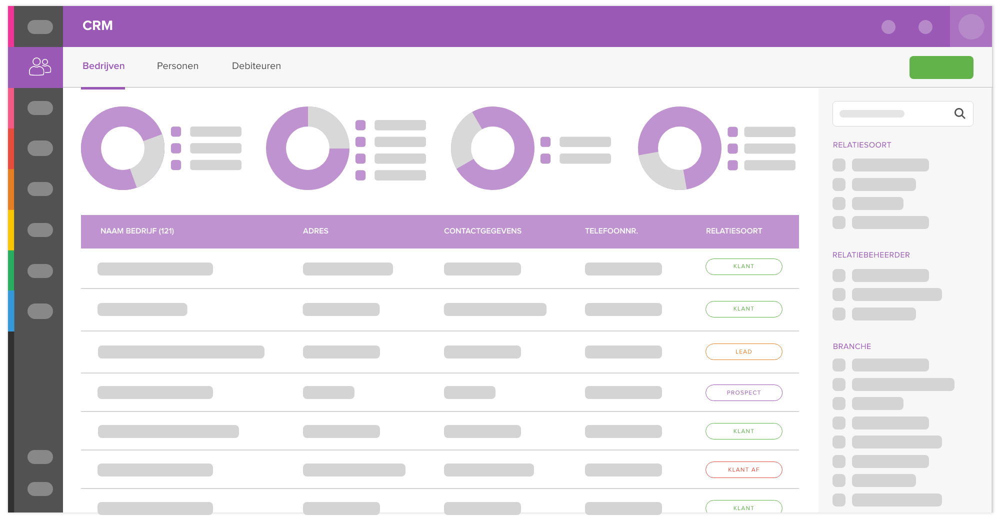 CRM
Bedrijven Personen Debiteuren
RELATIESOORT
NAAM BEDRIJF (121) ADRES CONTACTGEGEVENS TELEFOONNR. RELATIESOORT
KLANT
KLANT
LEAD
PROSPECT
KLANT
KLANT AF
KLANT
RELATIEBEHEERDER
BRANCHE